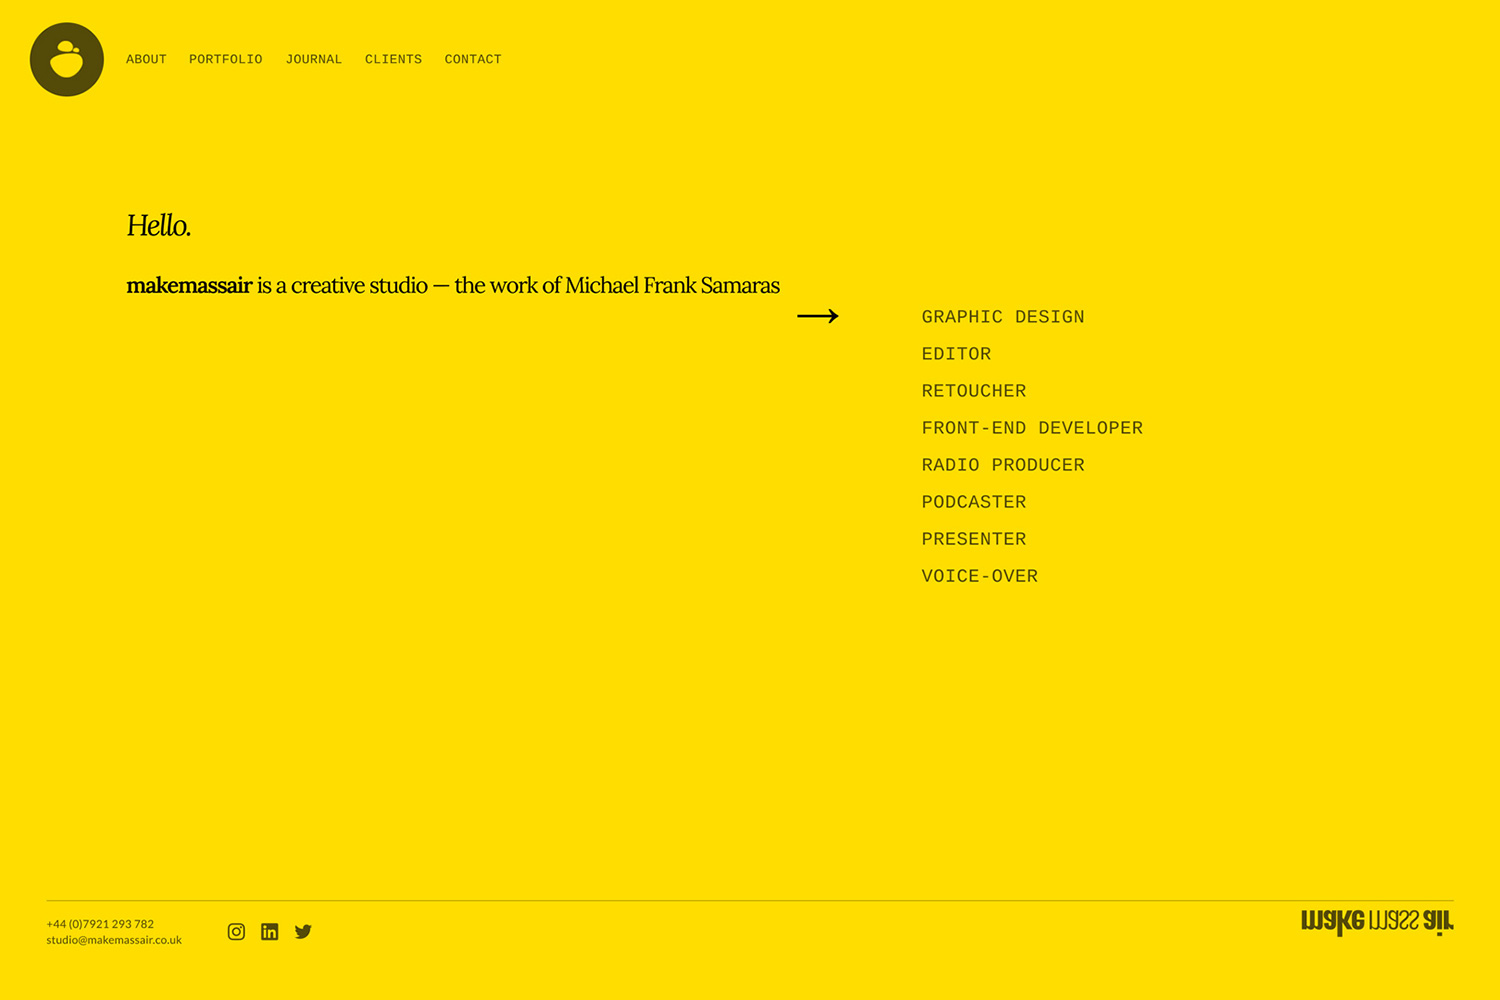 ABOUT PORTFOLIO JOURNAL CLIENTS CONTACT
Hello.
makemassair is a creative studio — the work of Michael Frank Samaras
→
GRAPHIC DESIGN
EDITOR
RETOUCHER
FRONT-END DEVELOPER
RADIO PRODUCER
PODCASTER
PRESENTER
VOICE-OVER
+44 (0)7921 293 782
studio@makemassair.co.uk
make mass air